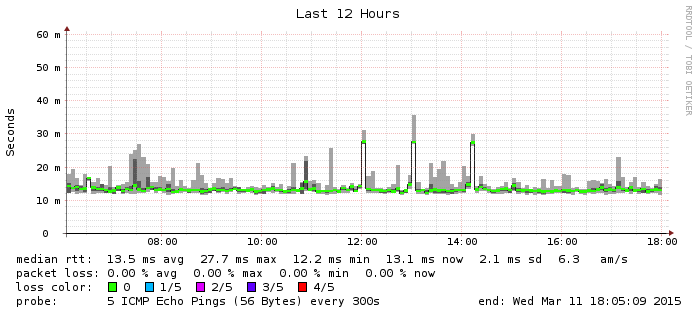 Last 12 Hours
RRDTOOL / TOBI OETIKER
Seconds
60 m
50 m
40 m
30 m
20 m
10 m
0
08:00 10:00 12:00 14:00 16:00 18:00
median rtt: 13.5 ms avg 27.7 ms max 12.2 ms min 13.1 ms now 2.1 ms sd 6.3 am/s
packet loss: 0.00 % avg 0.00 % max 0.00 % min 0.00 % now
loss color: 0 1/5 2/5 3/5 4/5
probe: 5 ICMP Echo Pings (56 Bytes) every 300s end: Wed Mar 11 18:05:09 2015